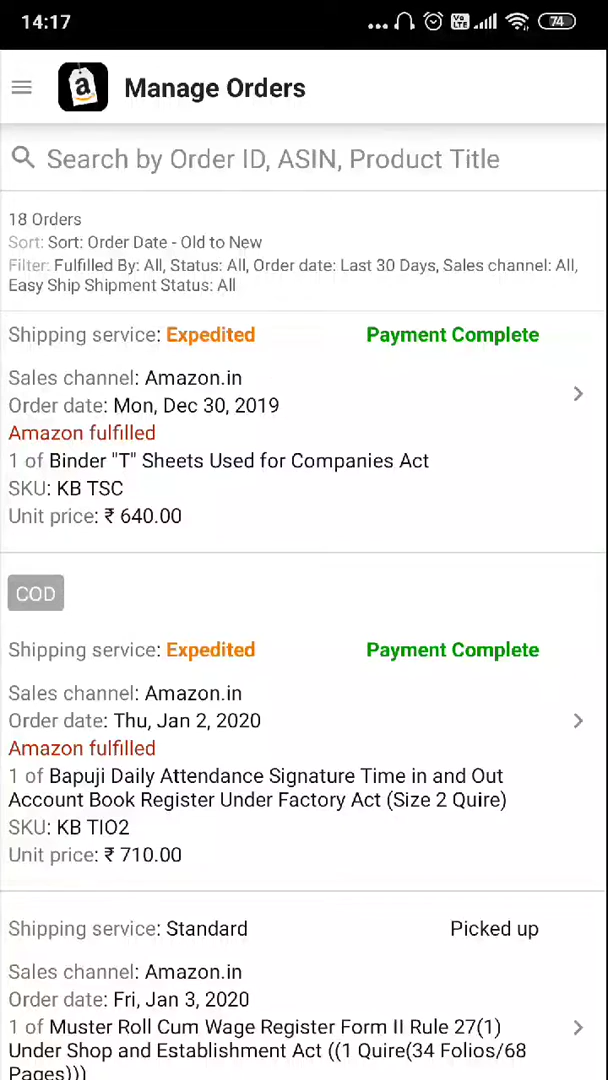 14:17
74
Manage Orders
Search by Order ID, ASIN, Product Title
18 Orders
Sort: Sort: Order Date - Old to New
Filter: Fulfilled By: All, Status: All, Order date: Last 30 Days, Sales channel: All,
Easy Ship Shipment Status: All
Shipping service: Expedited Payment Complete
Sales channel: Amazon.in
Order date: Mon, Dec 30, 2019
Amazon fulfilled
1 of Binder "T" Sheets Used for Companies Act
SKU: KB TSC
Unit price: ₹ 640.00
COD
Shipping service: Expedited Payment Complete
Sales channel: Amazon.in
Order date: Thu, Jan 2, 2020
Amazon fulfilled
1 of Bapuji Daily Attendance Signature Time in and Out
Account Book Register Under Factory Act (Size 2 Quire)
SKU: KB TIO2
Unit price: ₹ 710.00
Shipping service: Standard Picked up
Sales channel: Amazon.in
Order date: Fri, Jan 3, 2020
1 of Muster Roll Cum Wage Register Form II Rule 27(1)
Under Shop and Establishment Act ((1 Quire(34 Folios/68
Pages)))